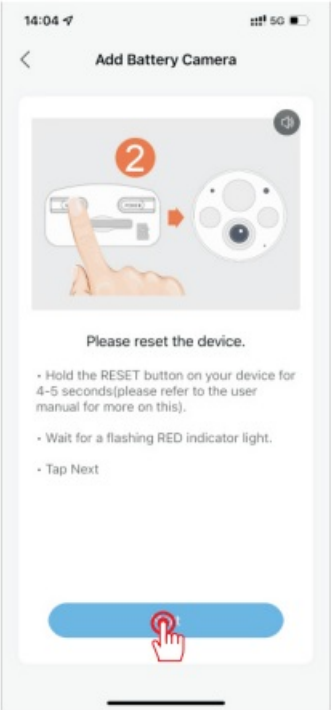 14:04
5G
Add Battery Camera
2
Please reset the device.
- Hold the RESET button on your device for
4-5 seconds(please refer to the user
manual for more on this).
- Wait for a flashing RED indicator light.
- Tap Next